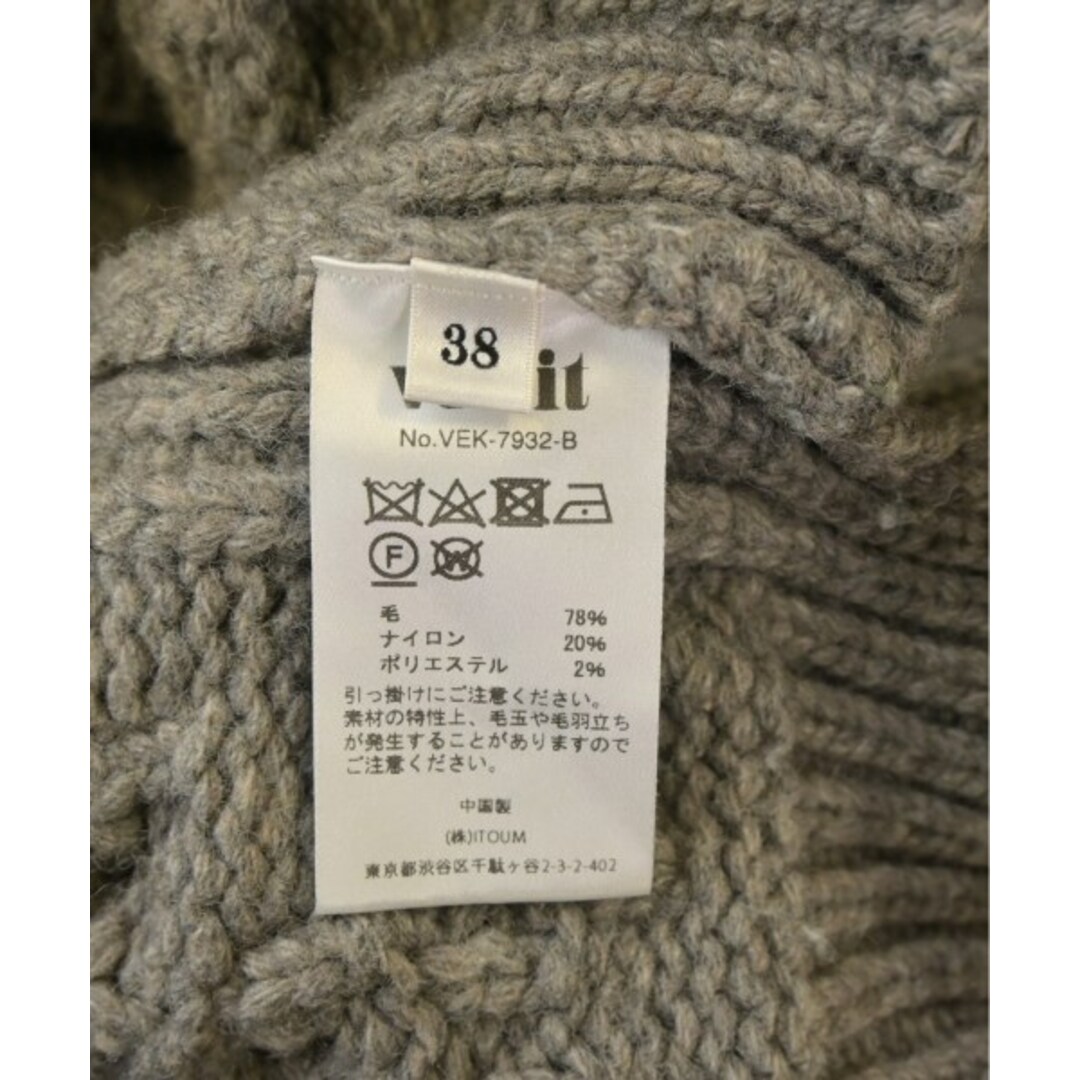 38
it
No.VEK-7932-B
F W
毛 78%
ナイロン 20%
ポリエステル 2%
引っ掛けにご注意ください。
素材の特性上、毛玉や毛羽立ち
が発生することがありますので
ご注意ください。
中国製
(株)ITOUM
東京都渋谷区千駄ヶ谷2-3-2-402